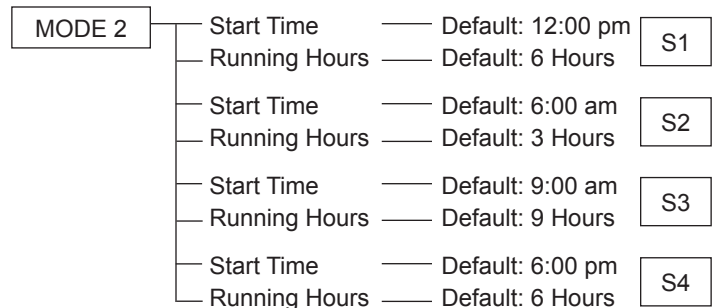 MODE 2
Start Time Default: 12:00 pm
Running Hours Default: 6 Hours
S1
Start Time Default: 6:00 am
Running Hours Default: 3 Hours
S2
Start Time Default: 9:00 am
Running Hours Default: 9 Hours
S3
Start Time Default: 6:00 pm
Running Hours Default: 6 Hours
S4